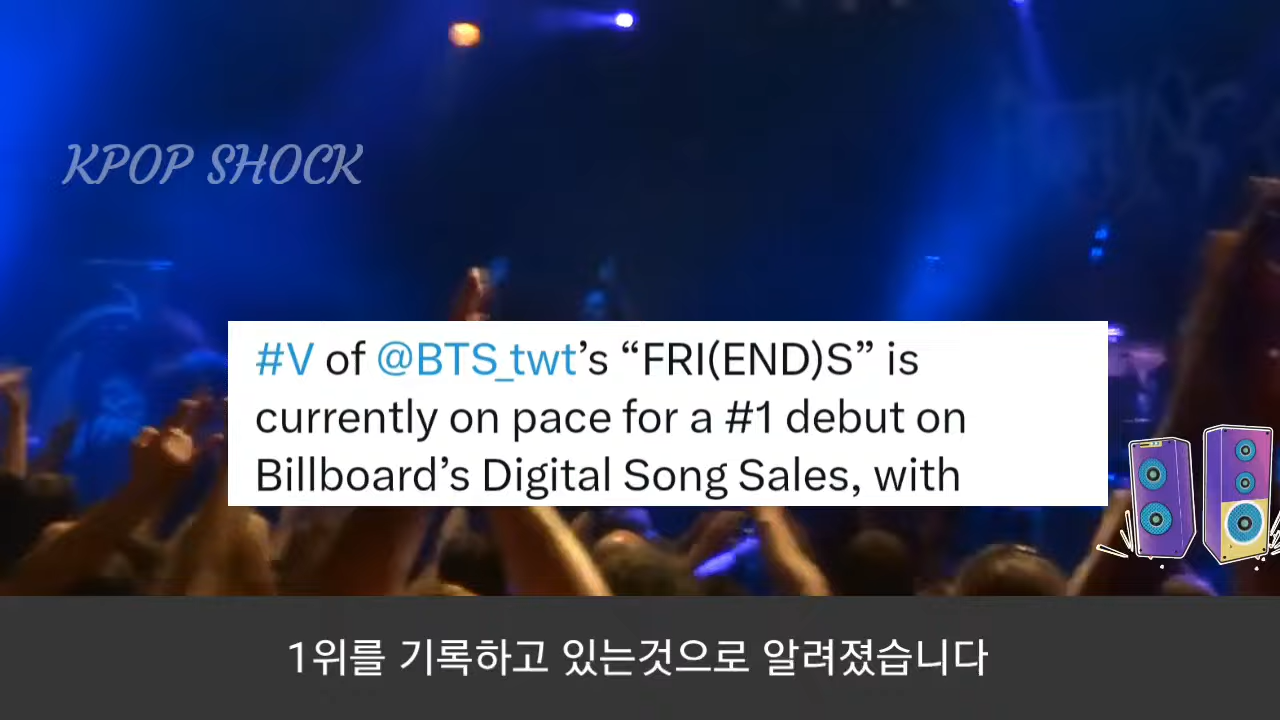 KPOP SHOCK
#V of @BTS_twt’s “FRI(END)S” is
currently on pace for a #1 debut on
Billboard’s Digital Song Sales, with
1위를 기록하고 있는것으로 알려졌습니다